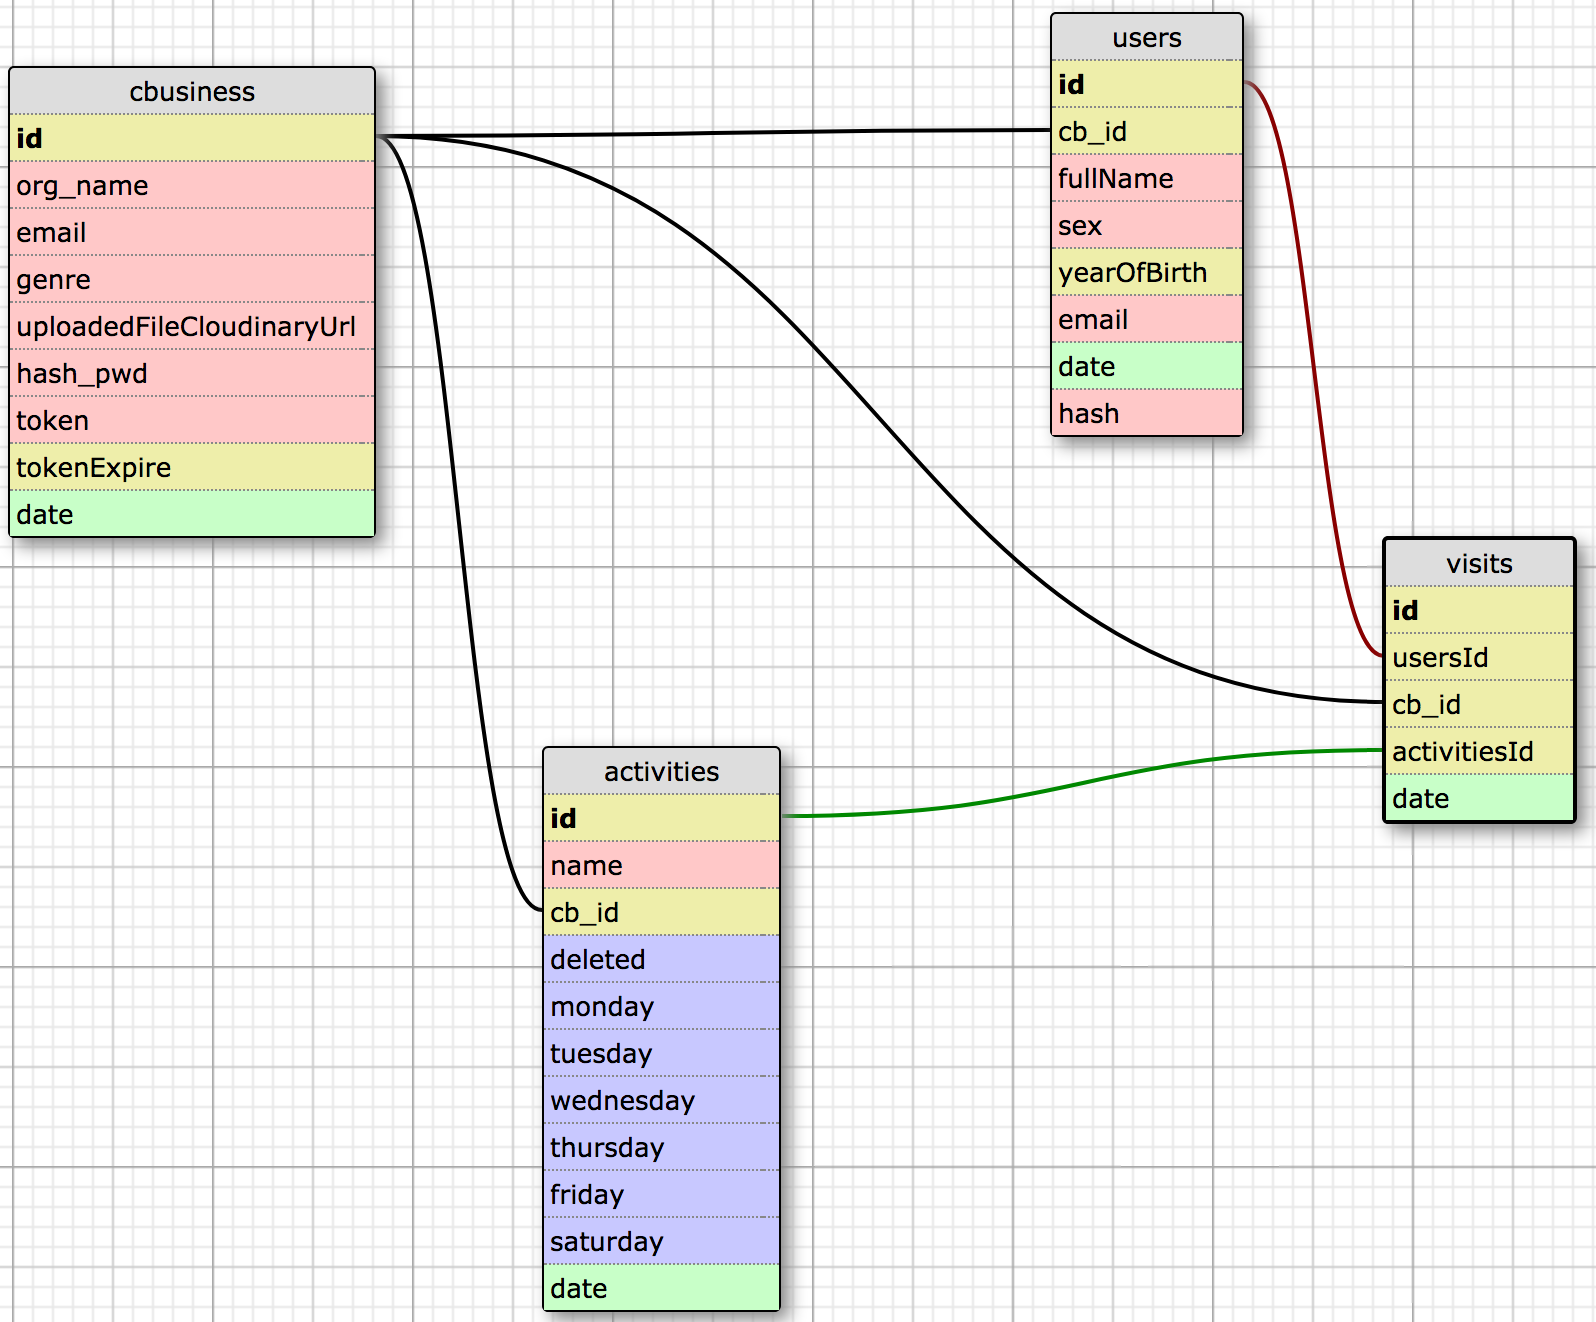 cbusiness
id
org_name
email
genre
uploadedFileCloudinaryUrl
hash_pwd
token
tokenExpire
date
users
id
cb_id
fullName
sex
yearOfBirth
email
date
hash
visits
id
usersId
cb_id
activitiesId
date
activities
id
name
cb_id
deleted
monday
tuesday
wednesday
thursday
friday
saturday
date